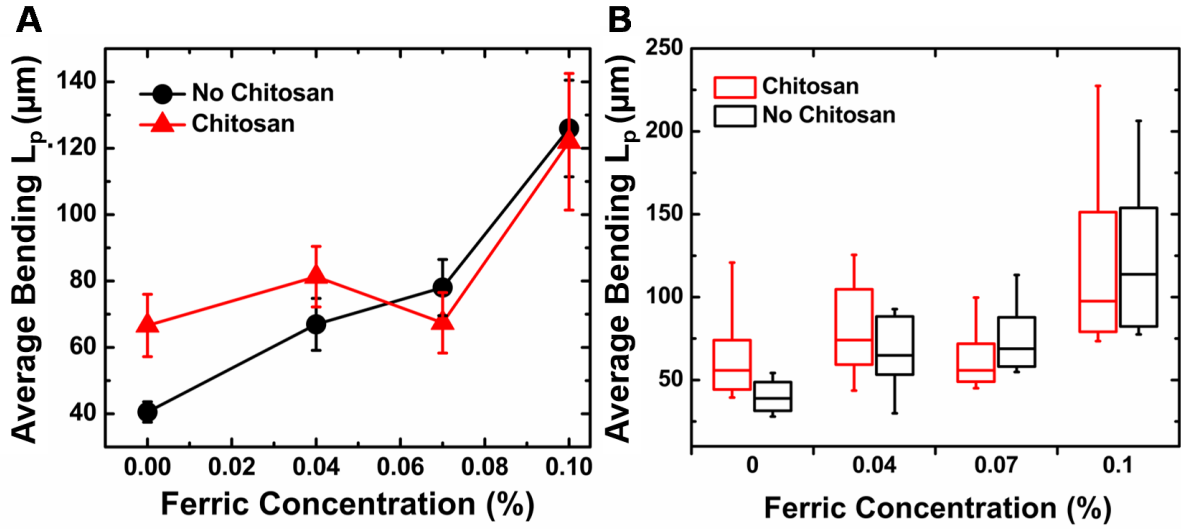 A
Average Bending Lp (µm)
140
120
100
80
60
40
No Chitosan
Chitosan
0.00 0.02 0.04 0.06 0.08 0.10
Ferric Concentration (%)
B
Average Bending Lp (µm)
250
200
150
100
50
Chitosan
No Chitosan
0 0.04 0.07 0.1
Ferric Concentration (%)